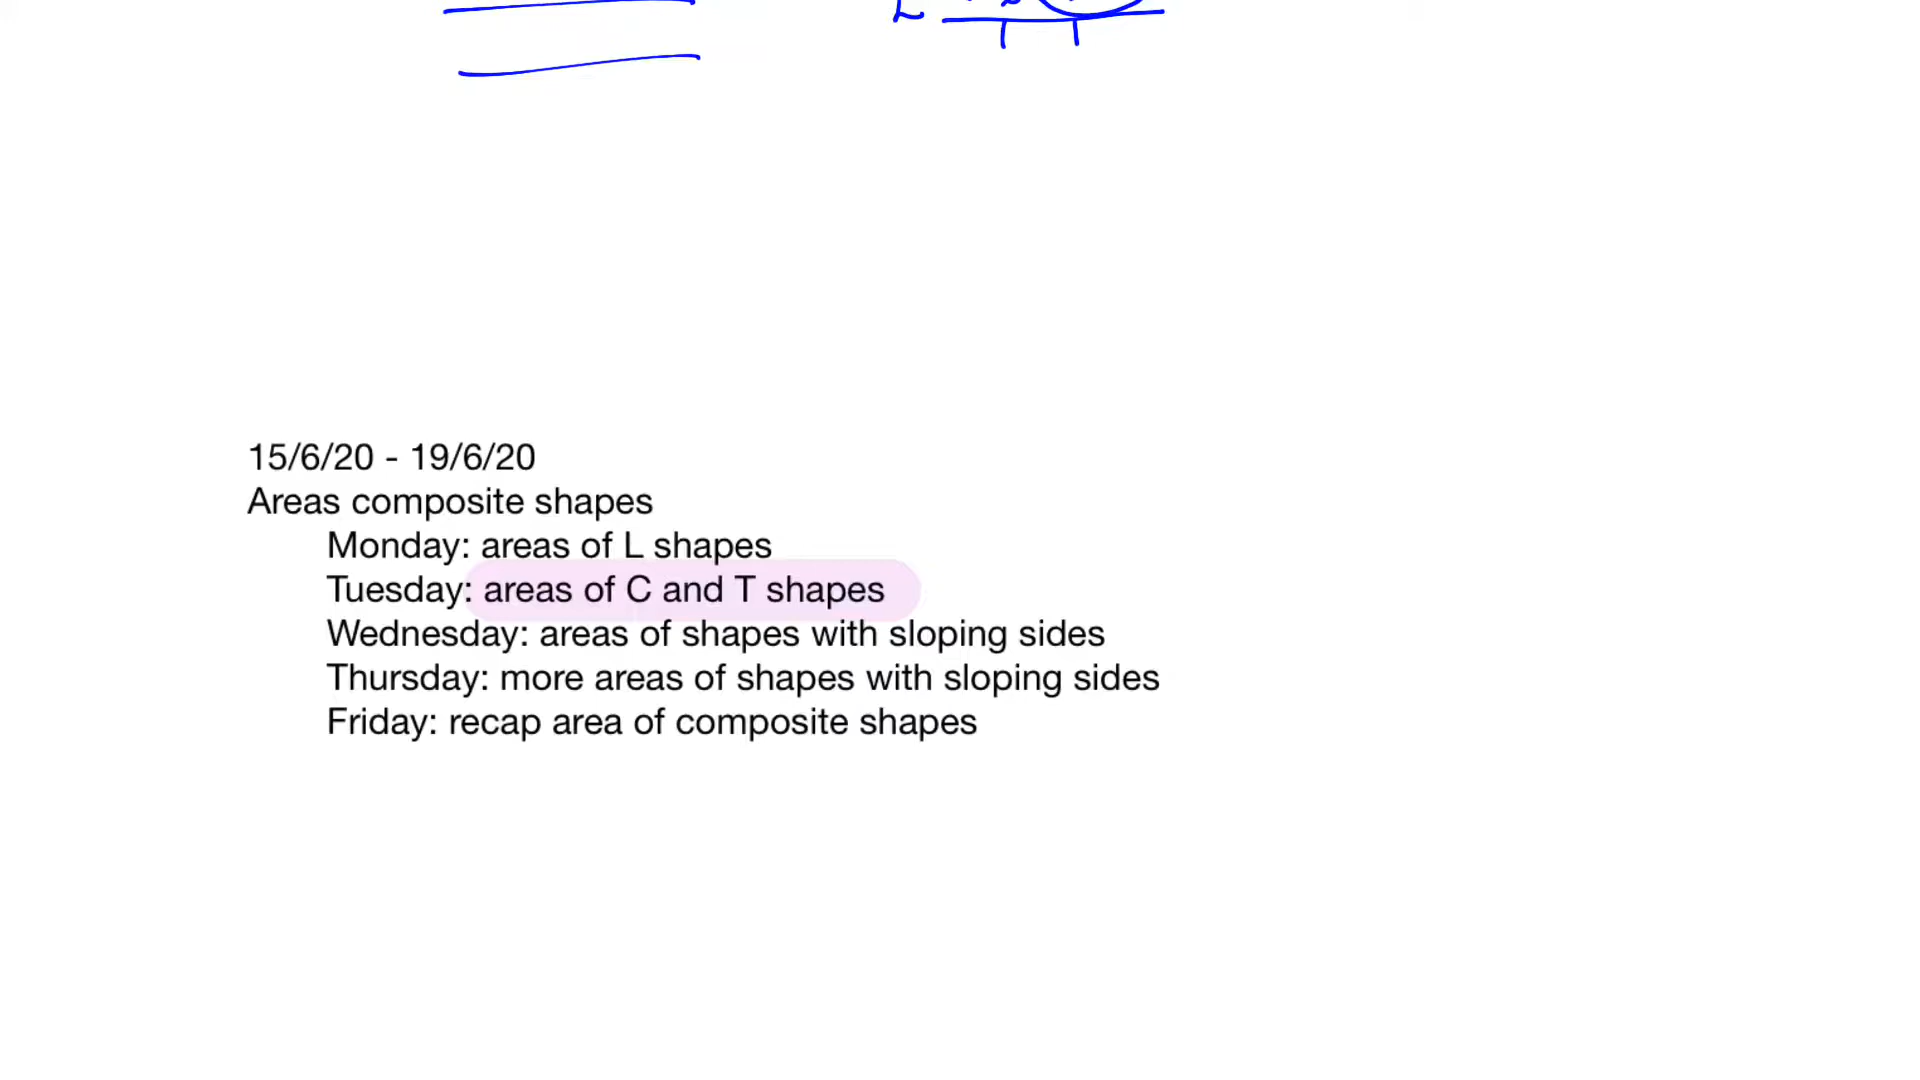 15/6/20 - 19/6/20
Areas composite shapes
Monday: areas of L shapes
Tuesday: areas of C and T shapes
Wednesday: areas of shapes with sloping sides
Thursday: more areas of shapes with sloping sides
Friday: recap area of composite shapes